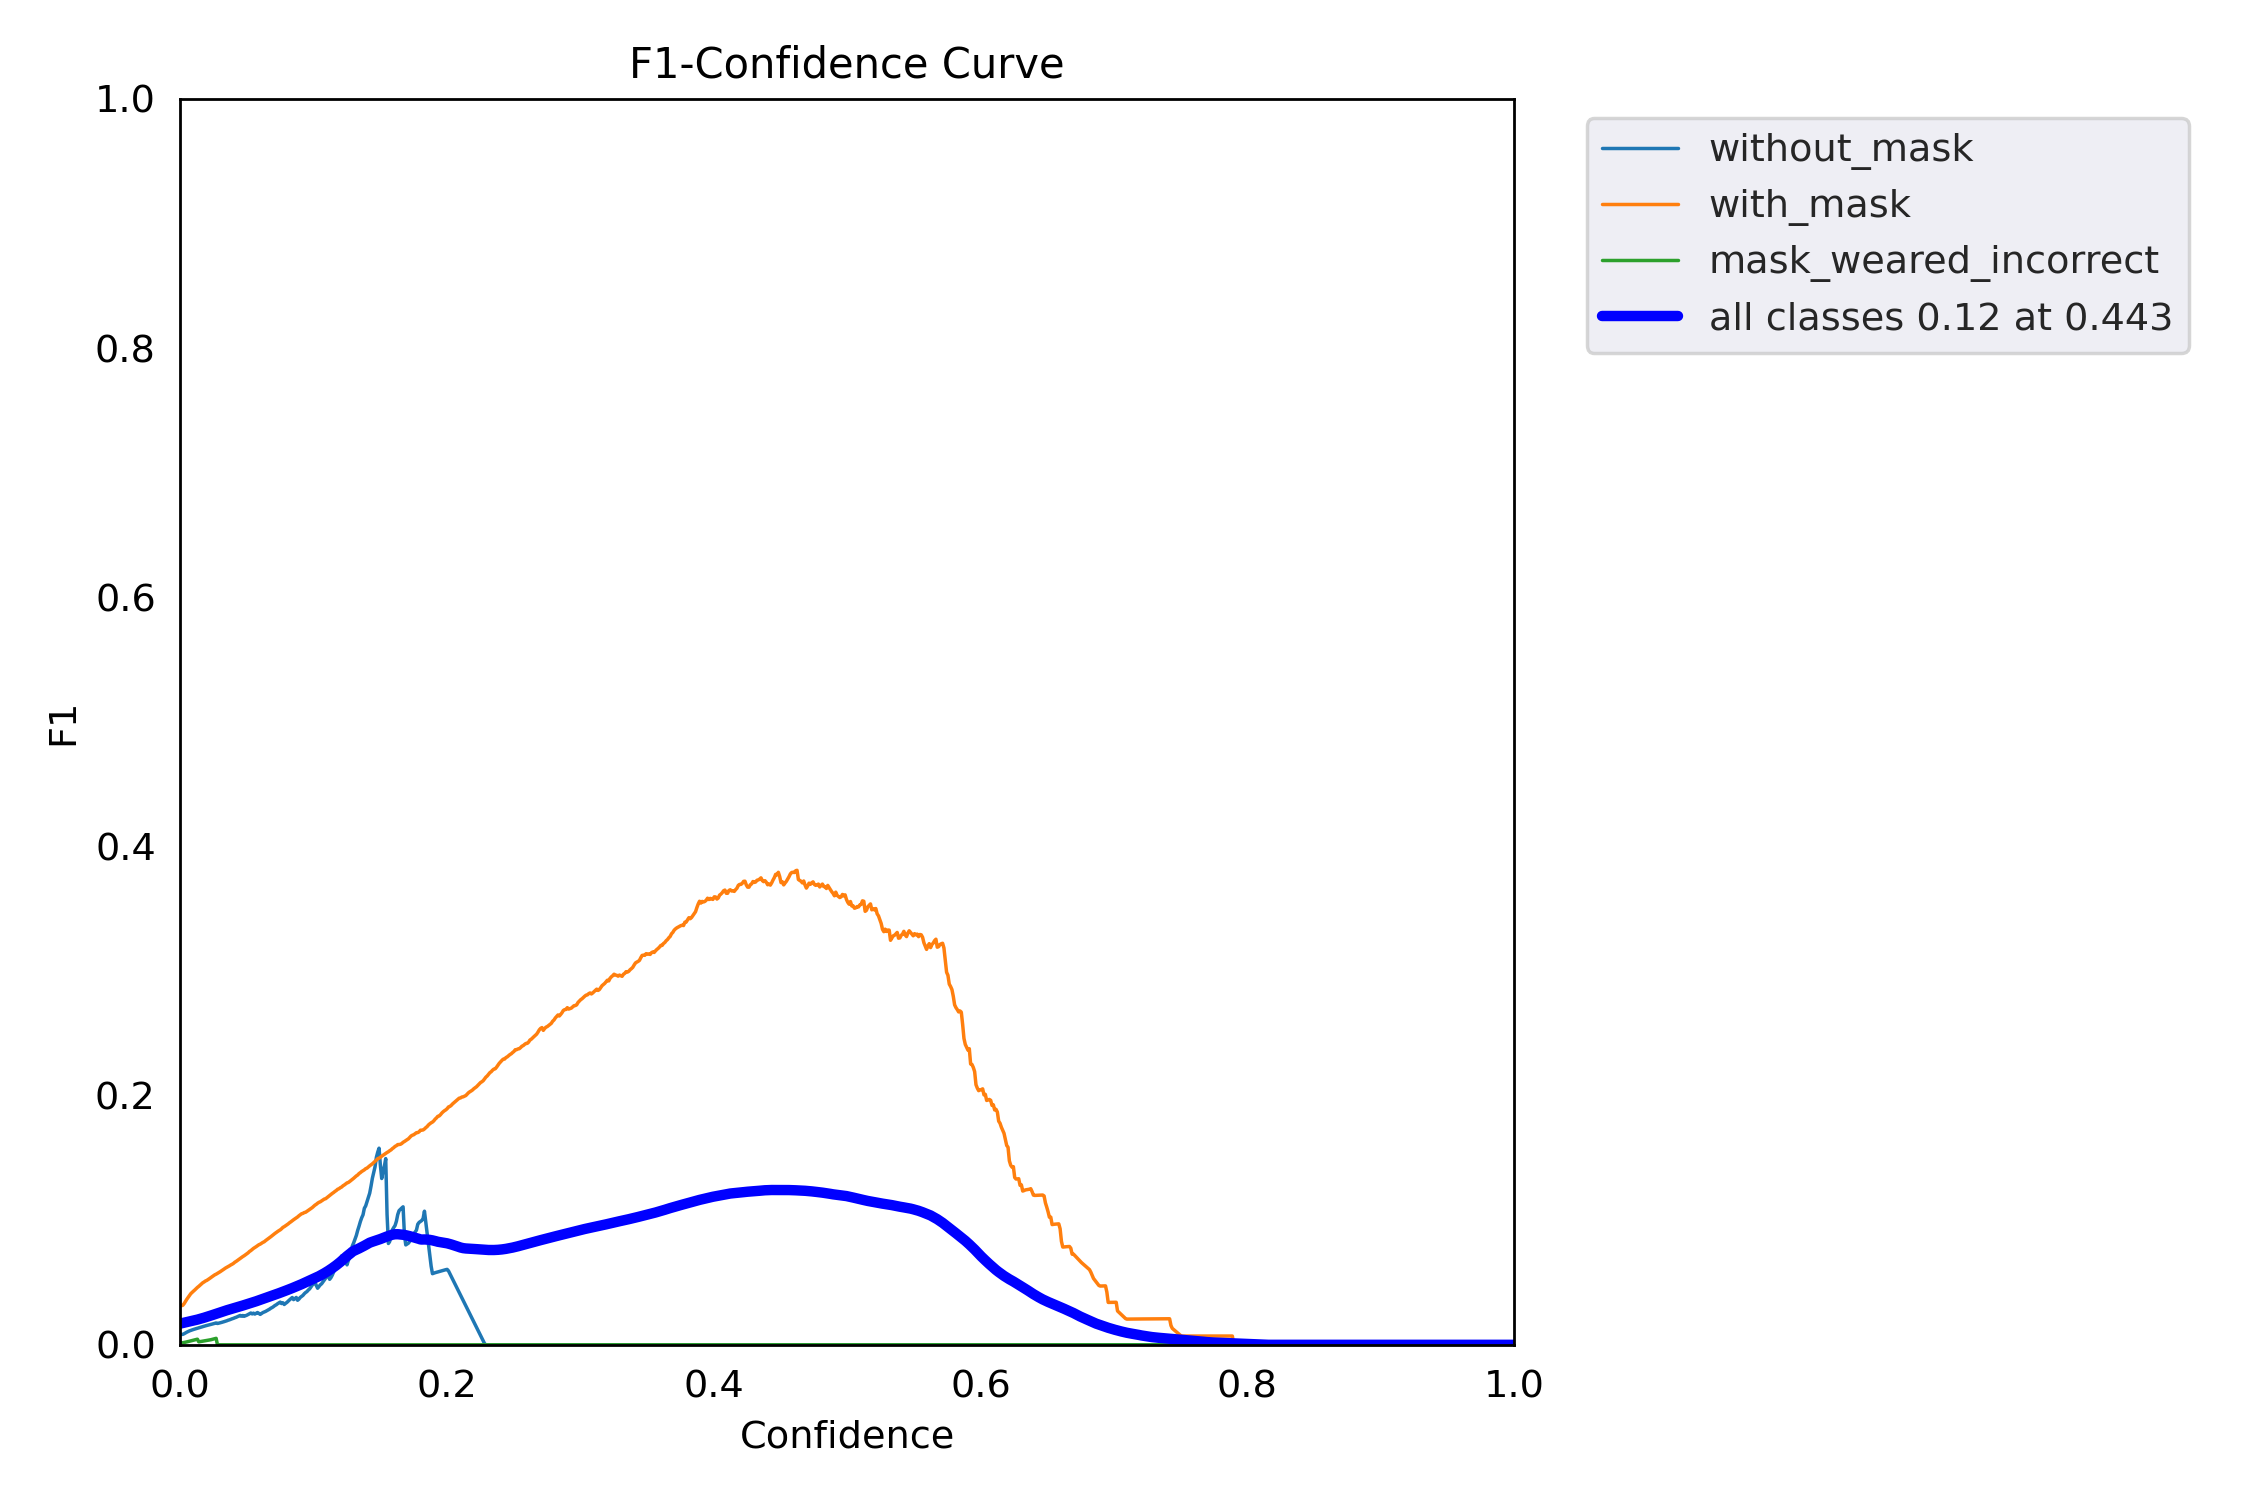 F1-Confidence Curve
1.0
0.8
0.6
0.4
0.2
0.0
F1
0.0 0.2 0.4 0.6 0.8 1.0
Confidence
without_mask
with_mask
mask_weared_incorrect
all classes 0.12 at 0.443